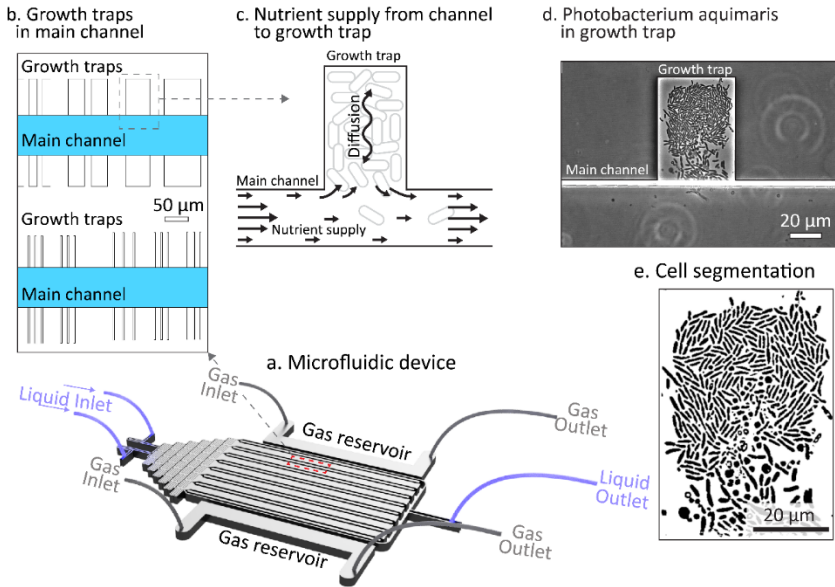 b. Growth traps
in main channel
Growth traps
Main channel
Growth traps
50 µm
Main channel
c. Nutrient supply from channel
to growth trap
Growth trap
Diffusion
Main channel
Nutrient supply
d. Photobacterium aquimaris
in growth trap
Growth trap
Main channel
20 µm
e. Cell segmentation
20 µm
a. Microfluidic device
Gas
Inlet
Liquid Inlet
Gas reservoir
Gas
Outlet
Gas
Inlet
Liquid
Outlet
Gas reservoir
Gas
Outlet